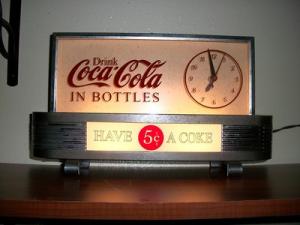 Drink
Coca-Cola
IN BOTTLES
HAVE 5¢ A COKE